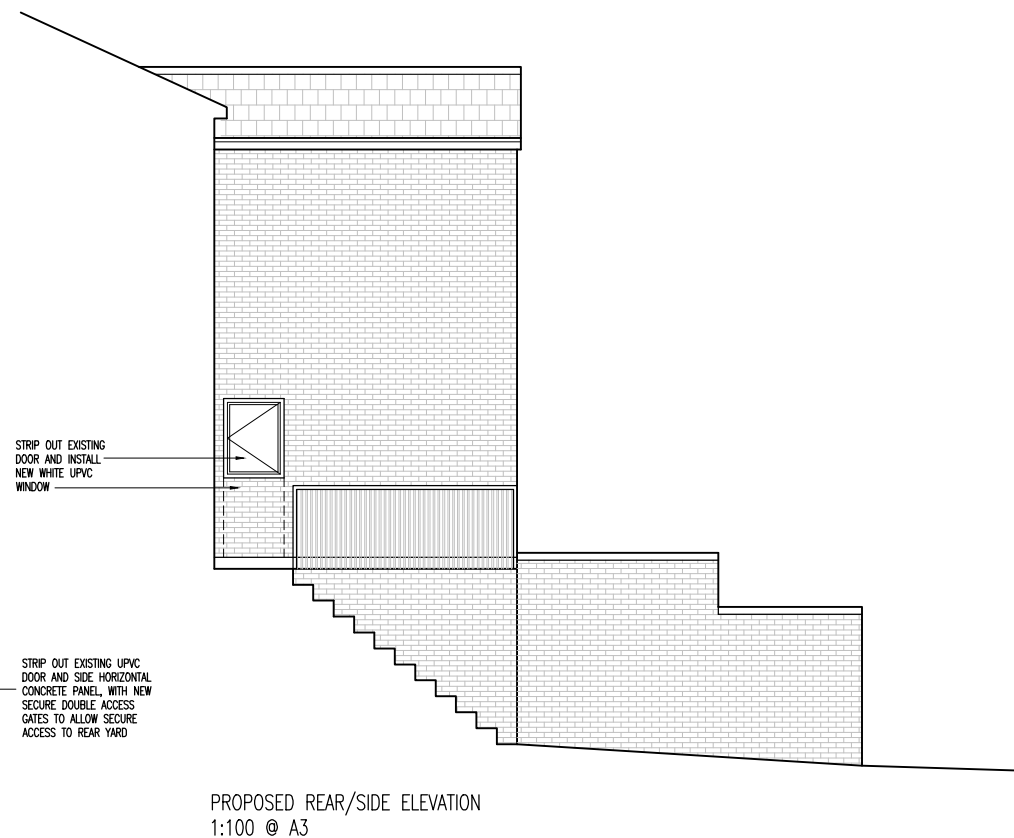 STRIP OUT EXISTING
DOOR AND INSTALL
NEW WHITE UPVC
WINDOW
STRIP OUT EXISTING UPVC
DOOR AND SIDE HORIZONTAL
CONCRETE PANEL, WITH NEW
SECURE DOUBLE ACCESS
GATES TO ALLOW SECURE
ACCESS TO REAR YARD
PROPOSED REAR/SIDE ELEVATION
1:100 @ A3